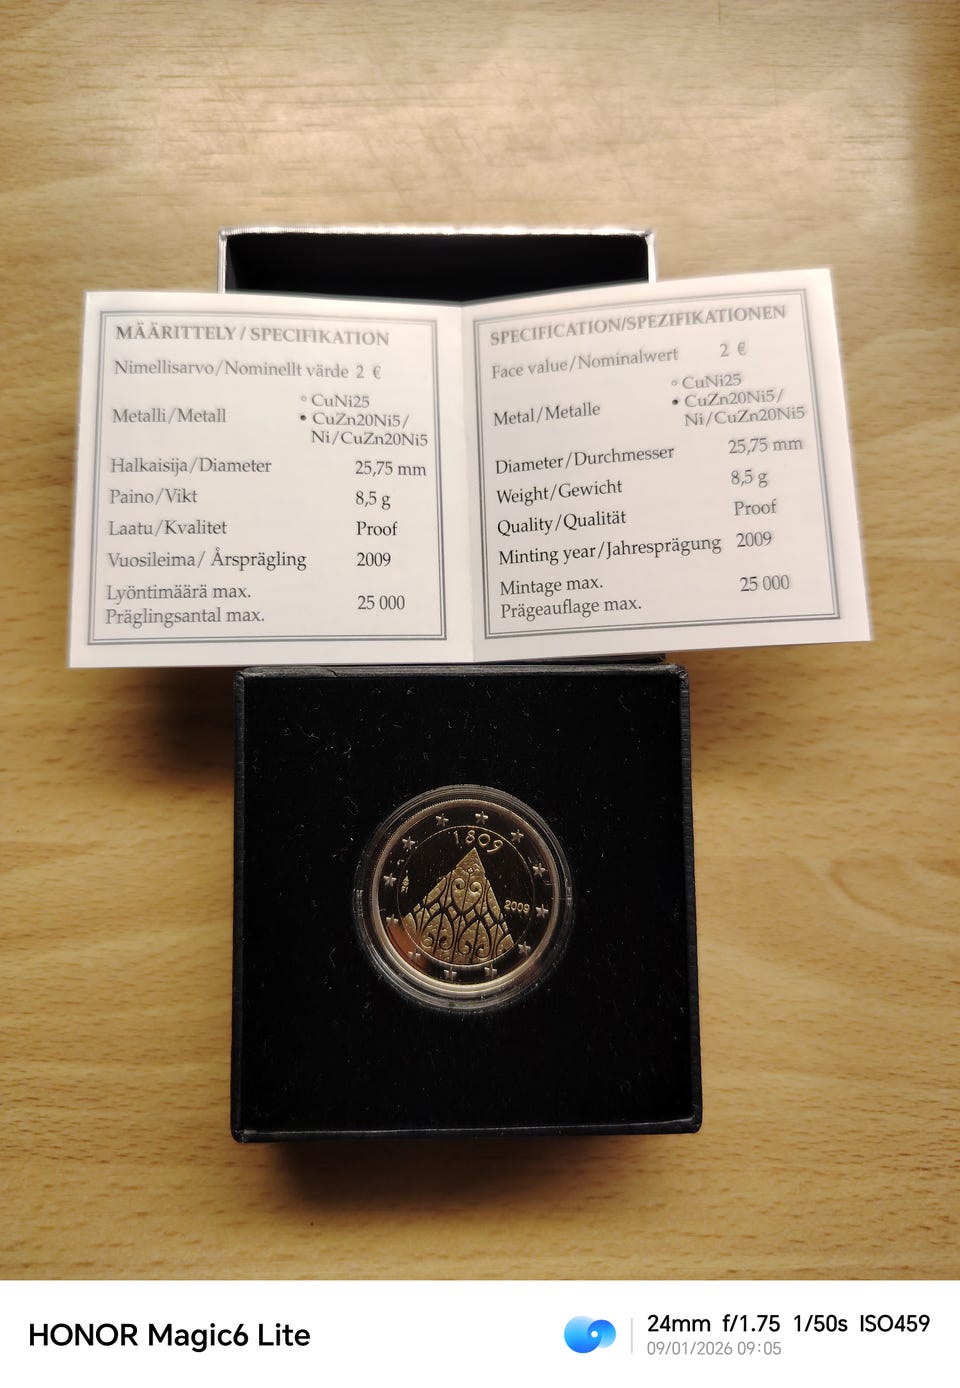 MÄÄRITTELY / SPECIFIKATION
Nimellisarvo/Nominellt värde 2 €
Metalli/Metall
° CuNi25
• CuZn20Ni5/
Ni/CuZn20Ni5
Halkaisija/Diameter 25,75 mm
Paino/Vikt 8,5 g
Laatu/Kvalitet Proof
Vuosileima/ Årsprägling 2009
Lyöntimäärä max.
Präglingsantal max. 25 000
SPECIFICATION/SPEZIFIKATIONEN
Face value/Nominalwert 2 €
Metal/Metalle
° CuNi25
• CuZn20Ni5/
Ni/CuZn20Ni5
Diameter/Durchmesser 25,75 mm
Weight/Gewicht 8,5 g
Quality/Qualität Proof
Minting year/Jahresprägung 2009
Mintage max.
Prägeauflage max. 25 000
1809
2009
HONOR Magic6 Lite
24mm f/1.75 1/50s ISO459
09/01/2026 09:05